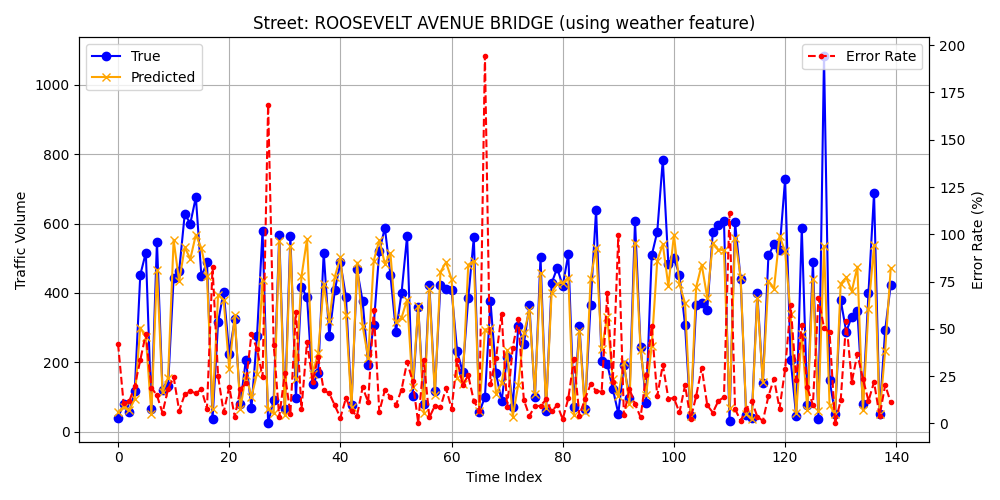 Street: ROOSEVELT AVENUE BRIDGE (using weather feature)
True
Predicted
Error Rate
Traffic Volume
1000
800
600
400
200
0
200
175
150
125
100
75
50
25
0
Error Rate (%)
0 20 40 60 80 100 120 140
Time Index